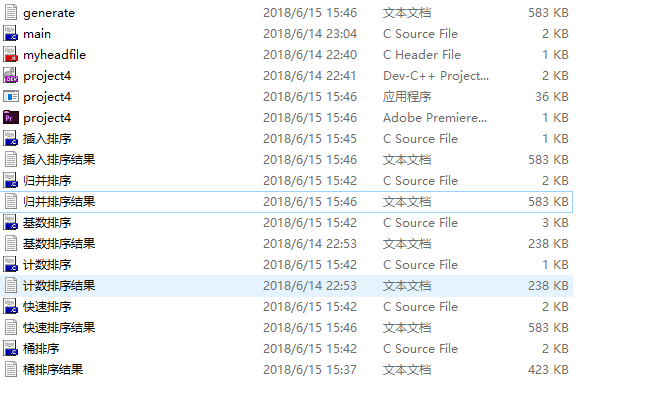 generate 2018/6/15 15:46 文本文档 583 KB
main 2018/6/14 23:04 C Source File 2 KB
myheadfile 2018/6/14 22:40 C Header File 1 KB
project4 2018/6/14 22:41 Dev-C++ Project... 2 KB
project4 2018/6/15 15:46 应用程序 36 KB
project4 2018/6/15 15:46 Adobe Premiere... 1 KB
插入排序 2018/6/15 15:45 C Source File 1 KB
插入排序结果 2018/6/15 15:46 文本文档 583 KB
归并排序 2018/6/15 15:42 C Source File 2 KB
归并排序结果 2018/6/15 15:46 文本文档 583 KB
基数排序 2018/6/15 15:42 C Source File 3 KB
基数排序结果 2018/6/14 22:53 文本文档 238 KB
计数排序 2018/6/15 15:42 C Source File 1 KB
计数排序结果 2018/6/14 22:53 文本文档 238 KB
快速排序 2018/6/15 15:42 C Source File 2 KB
快速排序结果 2018/6/15 15:46 文本文档 583 KB
桶排序 2018/6/15 15:42 C Source File 2 KB
桶排序结果 2018/6/15 15:37 文本文档 423 KB